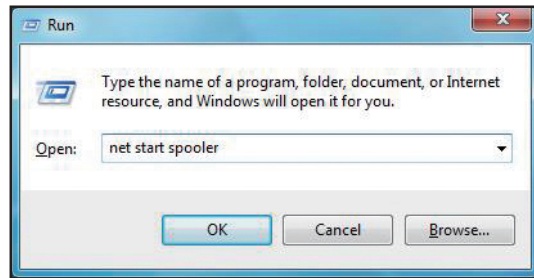 Run
Type the name of a program, folder, document, or Internet
resource, and Windows will open it for you.
Open:
net start spooler
OK
Cancel
Browse...